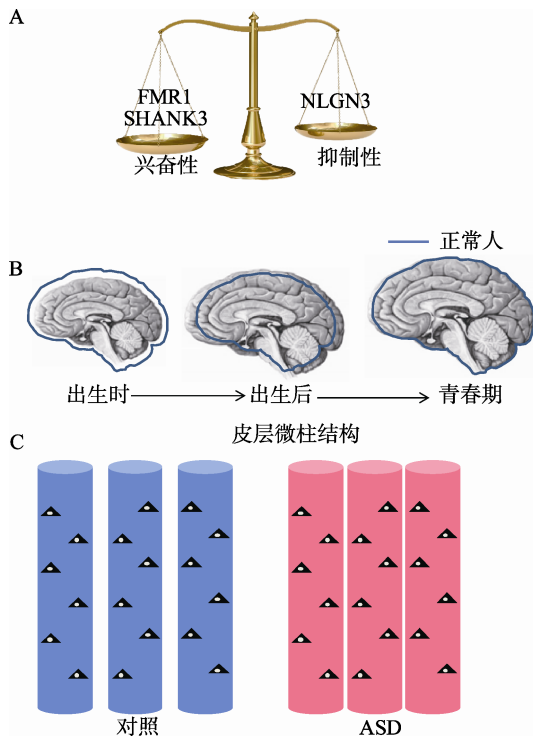 A
FMR1
SHANK3
兴奋性
NLGN3
抑制性
正常人
B
出生时
出生后
青春期
皮层微柱结构
C
对照
ASD